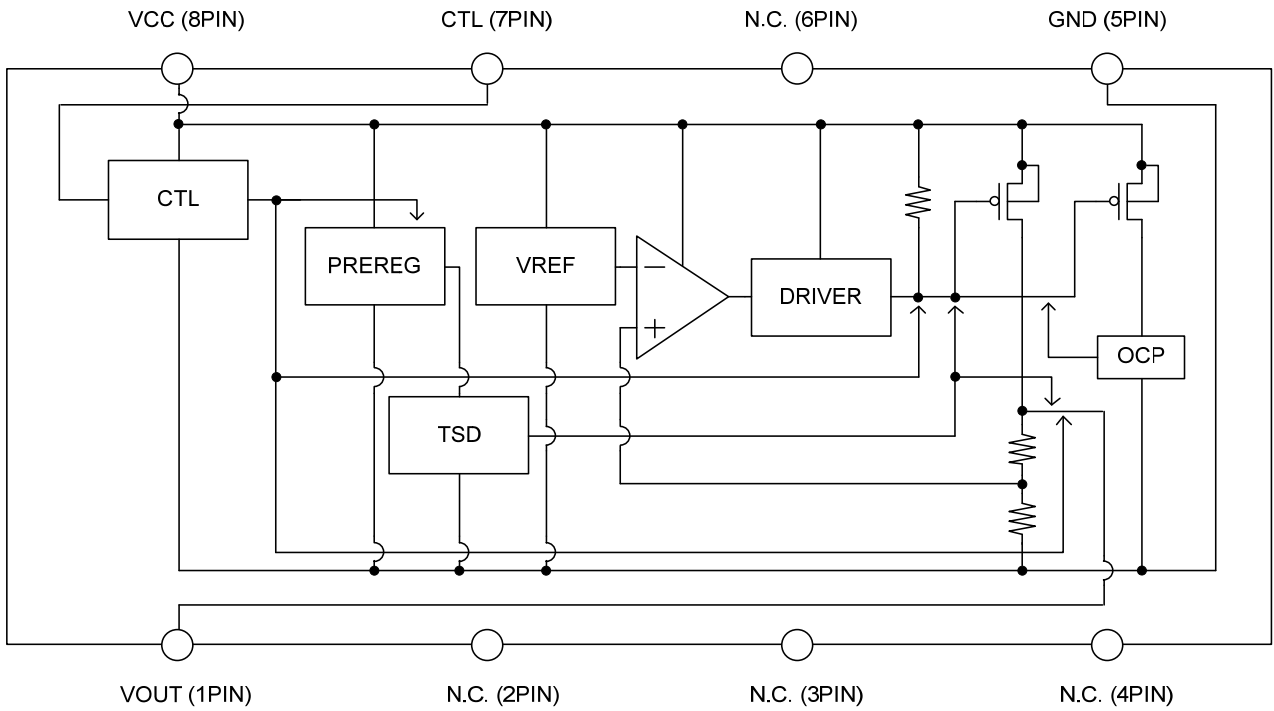 VCC (8PIN)
CTL (7PIN)
N.C. (6PIN)
GND (5PIN)
CTL
PREREG
VREF
−
+
DRIVER
OCP
TSD
VOUT (1PIN)
N.C. (2PIN)
N.C. (3PIN)
N.C. (4PIN)